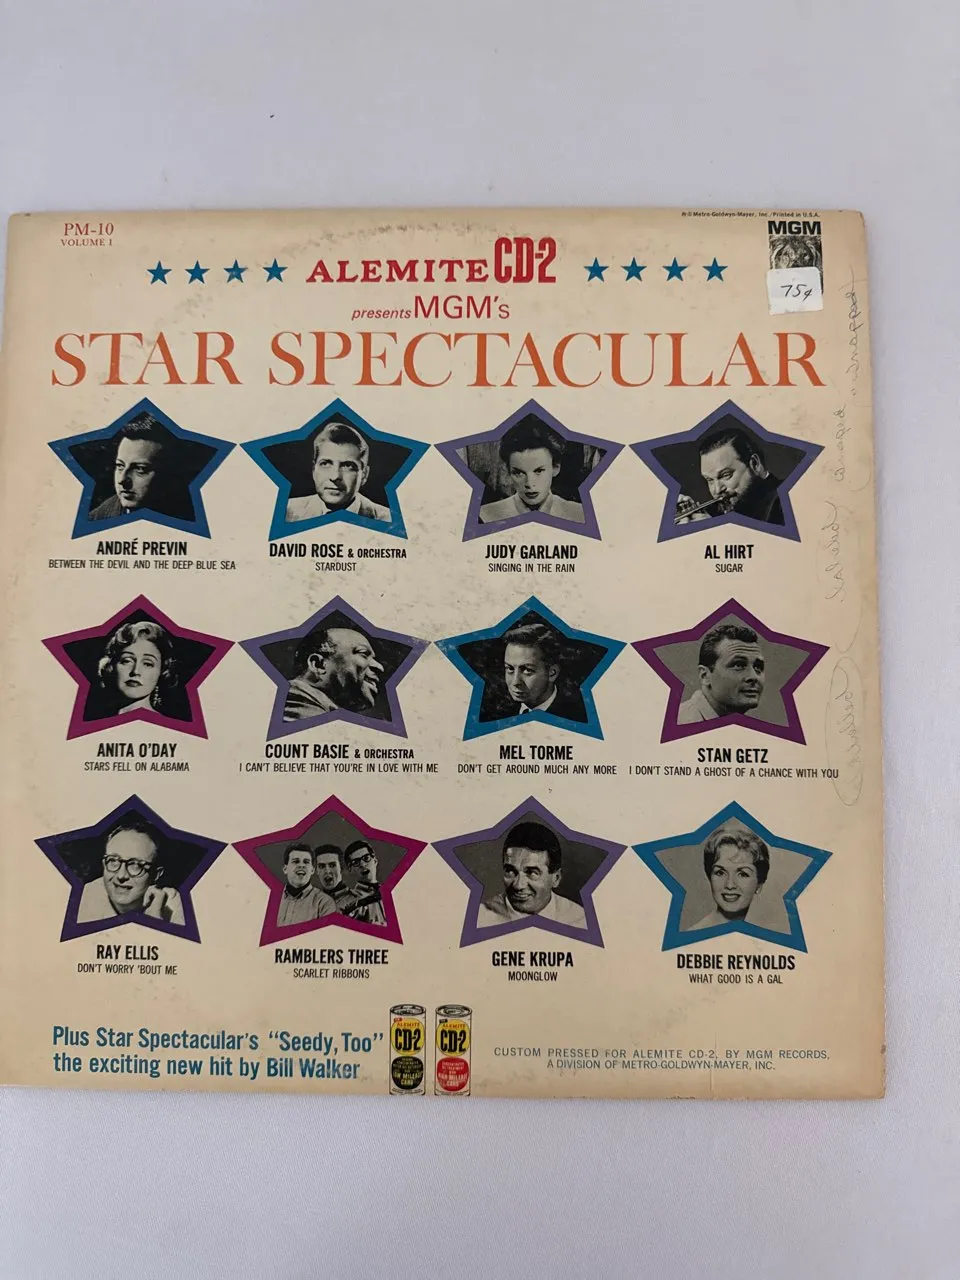 PM-10
VOLUME 1
℗ © Metro-Goldwyn-Mayer, Inc./Printed in U.S.A.
MGM
75¢
ALEMITE CD-2
presents MGM's
STAR SPECTACULAR
ANDRÉ PREVIN
BETWEEN THE DEVIL AND THE DEEP BLUE SEA
DAVID ROSE & ORCHESTRA
STARDUST
JUDY GARLAND
SINGING IN THE RAIN
AL HIRT
SUGAR
ANITA O'DAY
STARS FELL ON ALABAMA
COUNT BASIE & ORCHESTRA
I CAN'T BELIEVE THAT YOU'RE IN LOVE WITH ME
MEL TORME
DON'T GET AROUND MUCH ANY MORE
STAN GETZ
I DON'T STAND A GHOST OF A CHANCE WITH YOU
RAY ELLIS
DON'T WORRY 'BOUT ME
RAMBLERS THREE
SCARLET RIBBONS
GENE KRUPA
MOONGLOW
DEBBIE REYNOLDS
WHAT GOOD IS A GAL
Plus Star Spectacular's "Seedy, Too"
the exciting new hit by Bill Walker
ALEMITE
CD-2
ALEMITE
CD-2
CUSTOM PRESSED FOR ALEMITE CD-2, BY MGM RECORDS,
A DIVISION OF METRO-GOLDWYN-MAYER, INC.